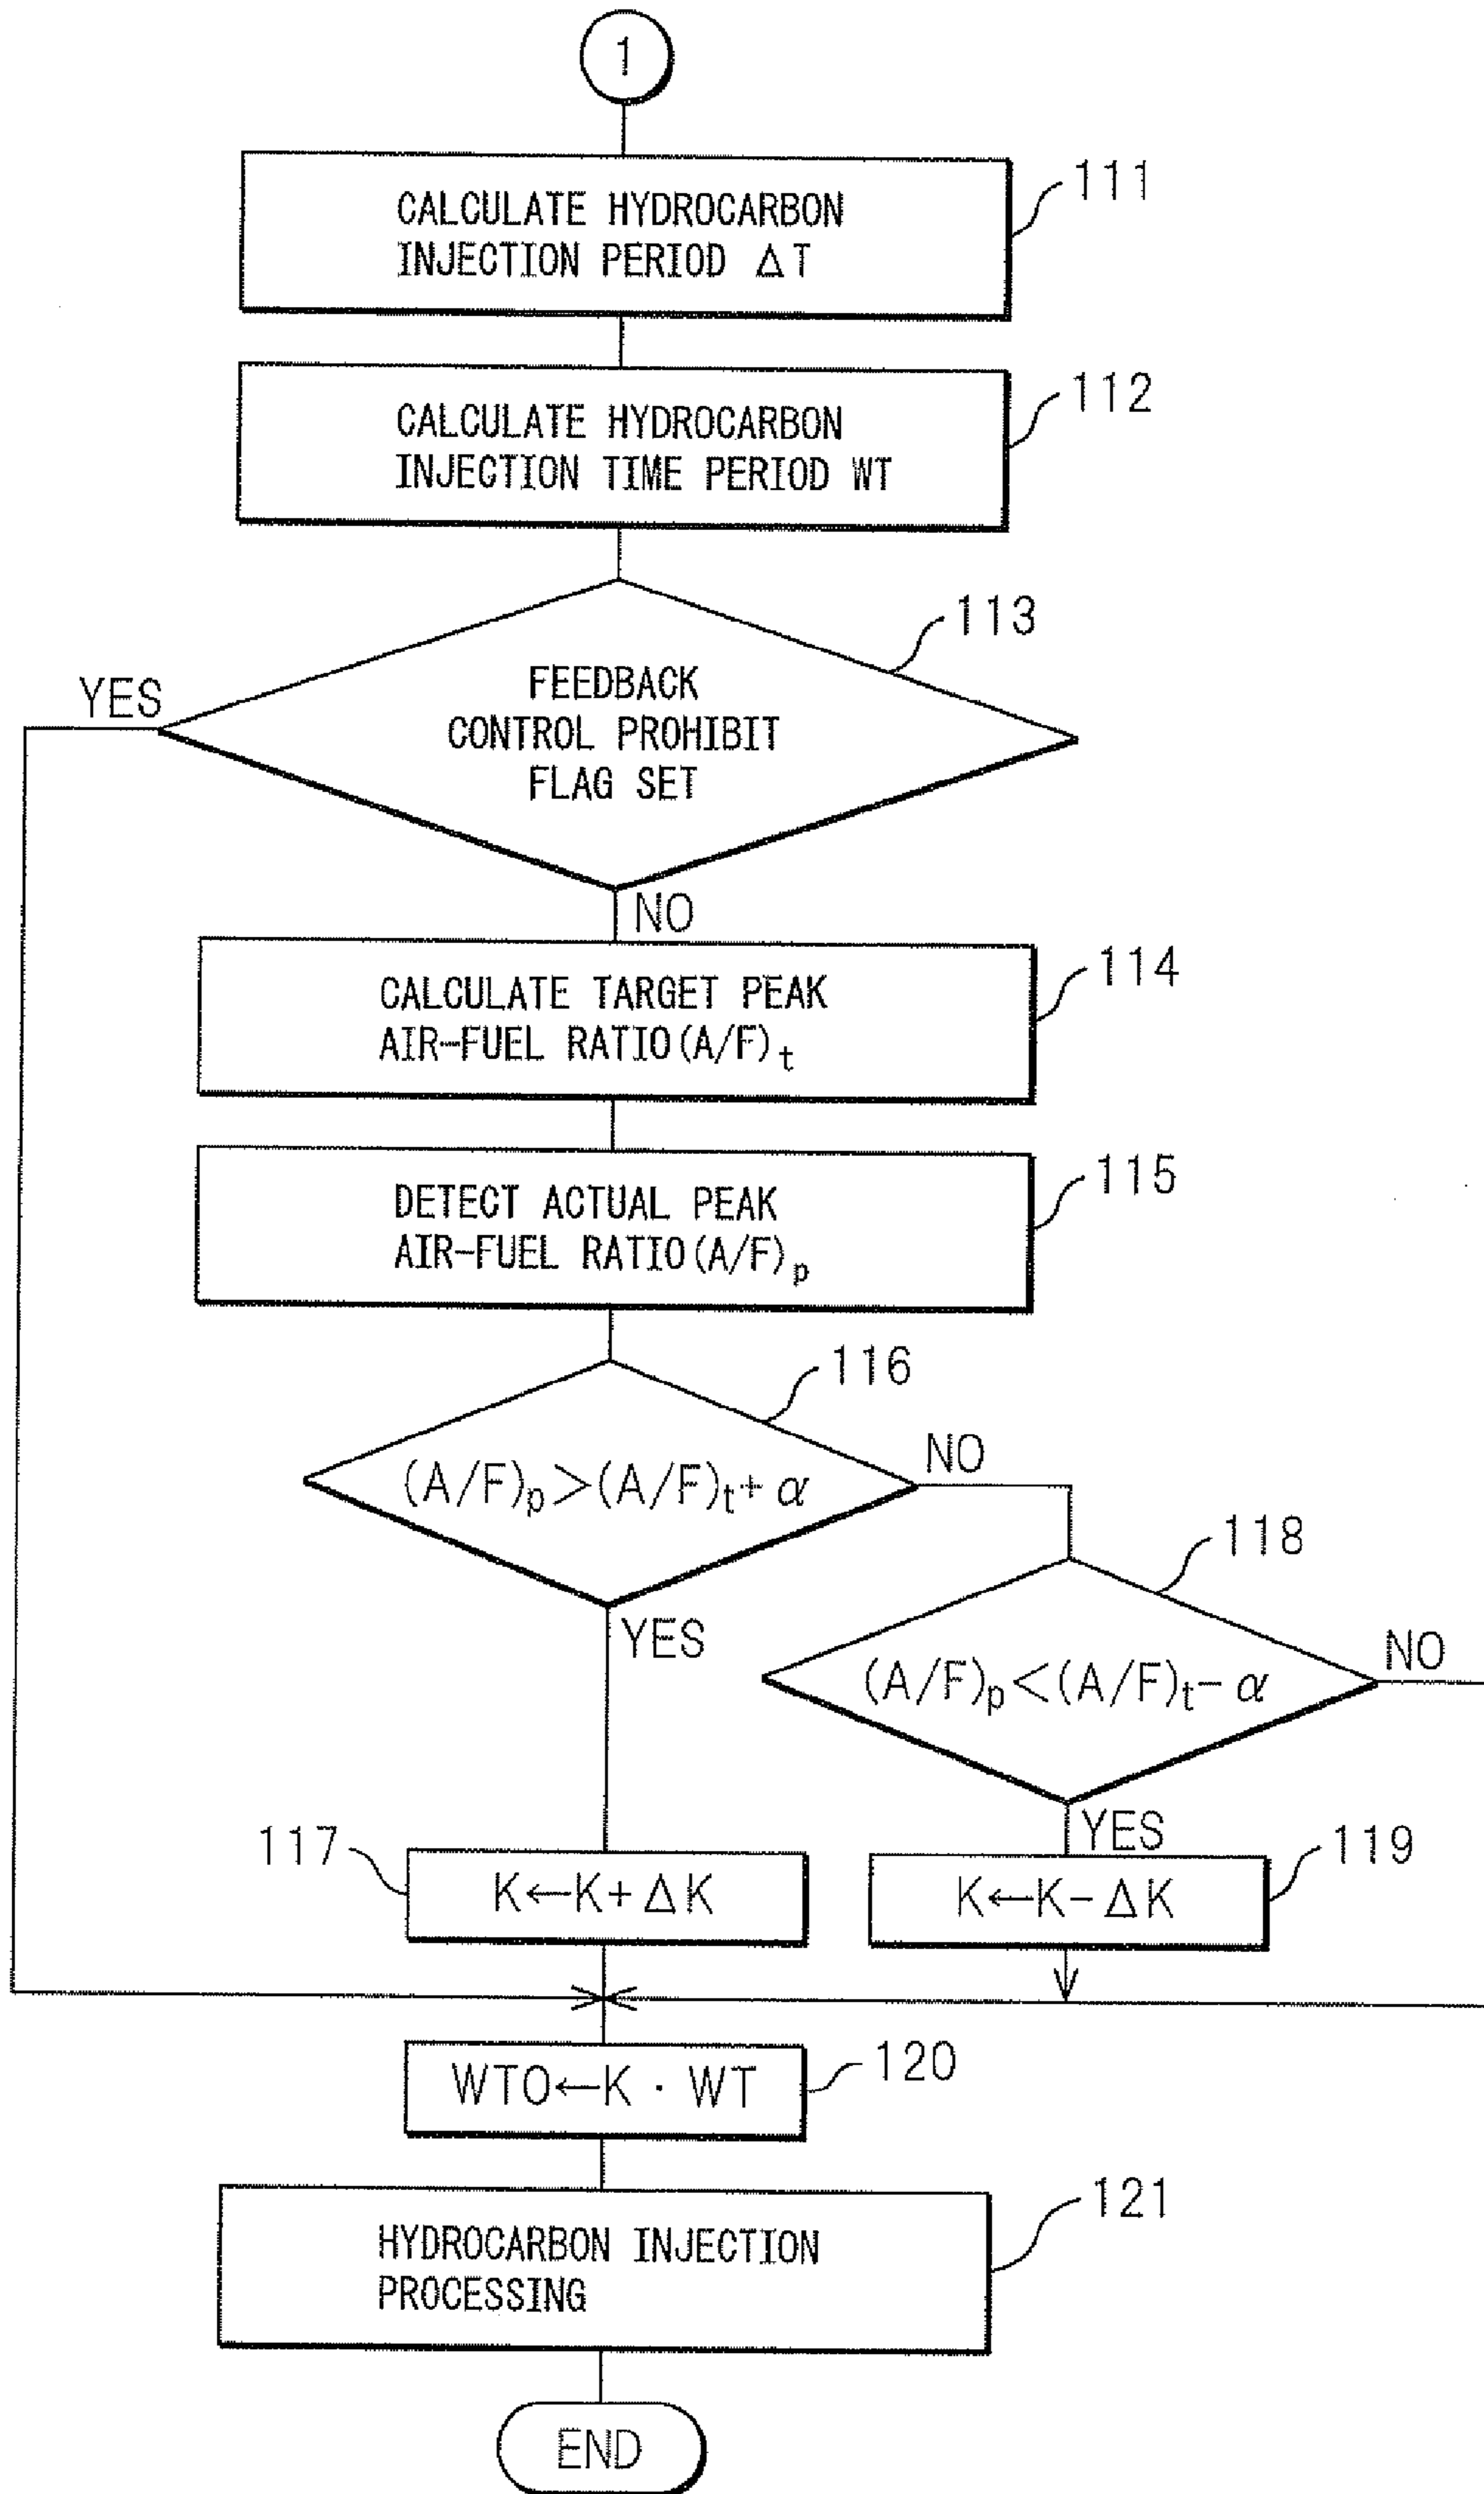 1
CALCULATE HYDROCARBON
INJECTION PERIOD ΔT
111
CALCULATE HYDROCARBON
INJECTION TIME PERIOD WT
112
113
YES
FEEDBACK
CONTROL PROHIBIT
FLAG SET
NO
CALCULATE TARGET PEAK
AIR-FUEL RATIO(A/F)t
114
DETECT ACTUAL PEAK
AIR-FUEL RATIO(A/F)p
115
116
(A/F)p>(A/F)t+α
NO
118
YES
(A/F)p<(A/F)t-α
NO
YES
117
K←K+ΔK
K←K-ΔK
119
WTO←K・WT
120
HYDROCARBON INJECTION
PROCESSING
121
END